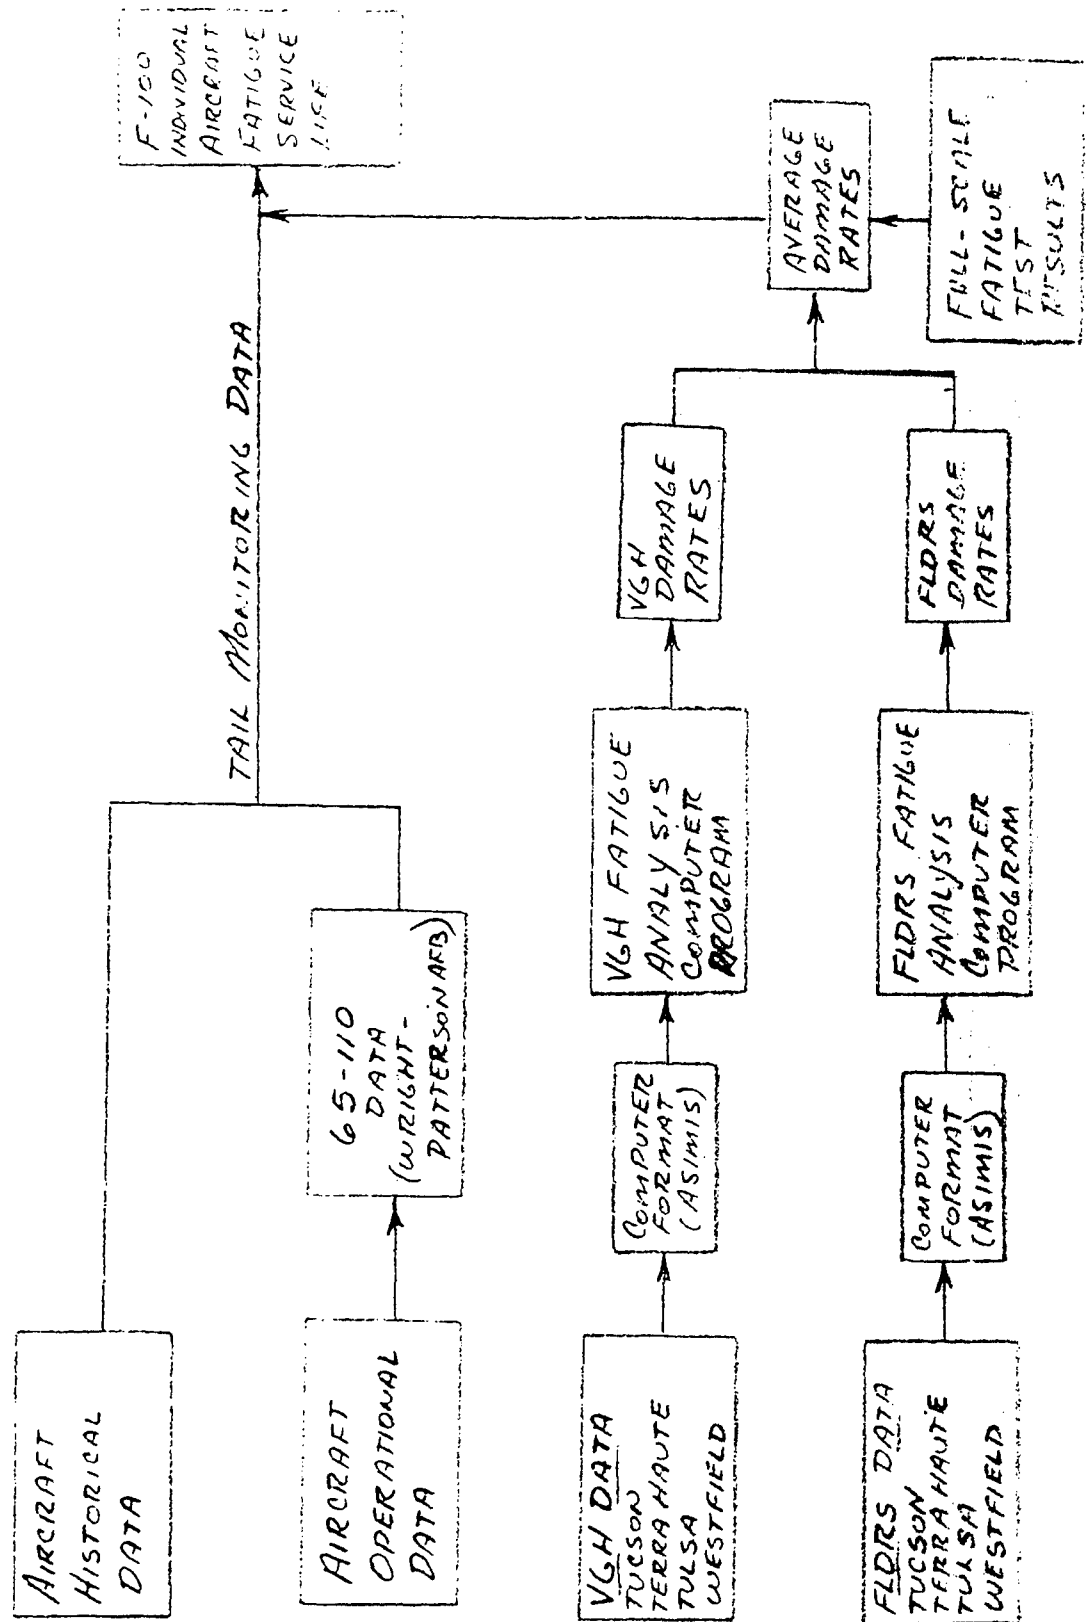 AIRCRAFT
HISTORICAL
DATA
AIRCRAFT
OPERATIONAL
DATA
65-110
DATA
(WRIGHT-
PATTERSON AFB)
TAIL MONITORING DATA
F-100
INDIVIDUAL
AIRCRAFT
FATIGUE
SERVICE
LIFE
VGH DATA
TUCSON
TERRA HAUTE
TULSA
WESTFIELD
COMPUTER
FORMAT
(ASIMIS)
VGH FATIGUE
ANALYSIS
COMPUTER
PROGRAM
VGH
DAMAGE
RATES
FLDRS DATA
TUCSON
TERRA HAUTE
TULSA
WESTFIELD
COMPUTER
FORMAT
(ASIMIS)
FLDRS FATIGUE
ANALYSIS
COMPUTER
PROGRAM
FLDRS
DAMAGE
RATES
AVERAGE
DAMAGE
RATES
FULL-SCALE
FATIGUE
TEST
RESULTS